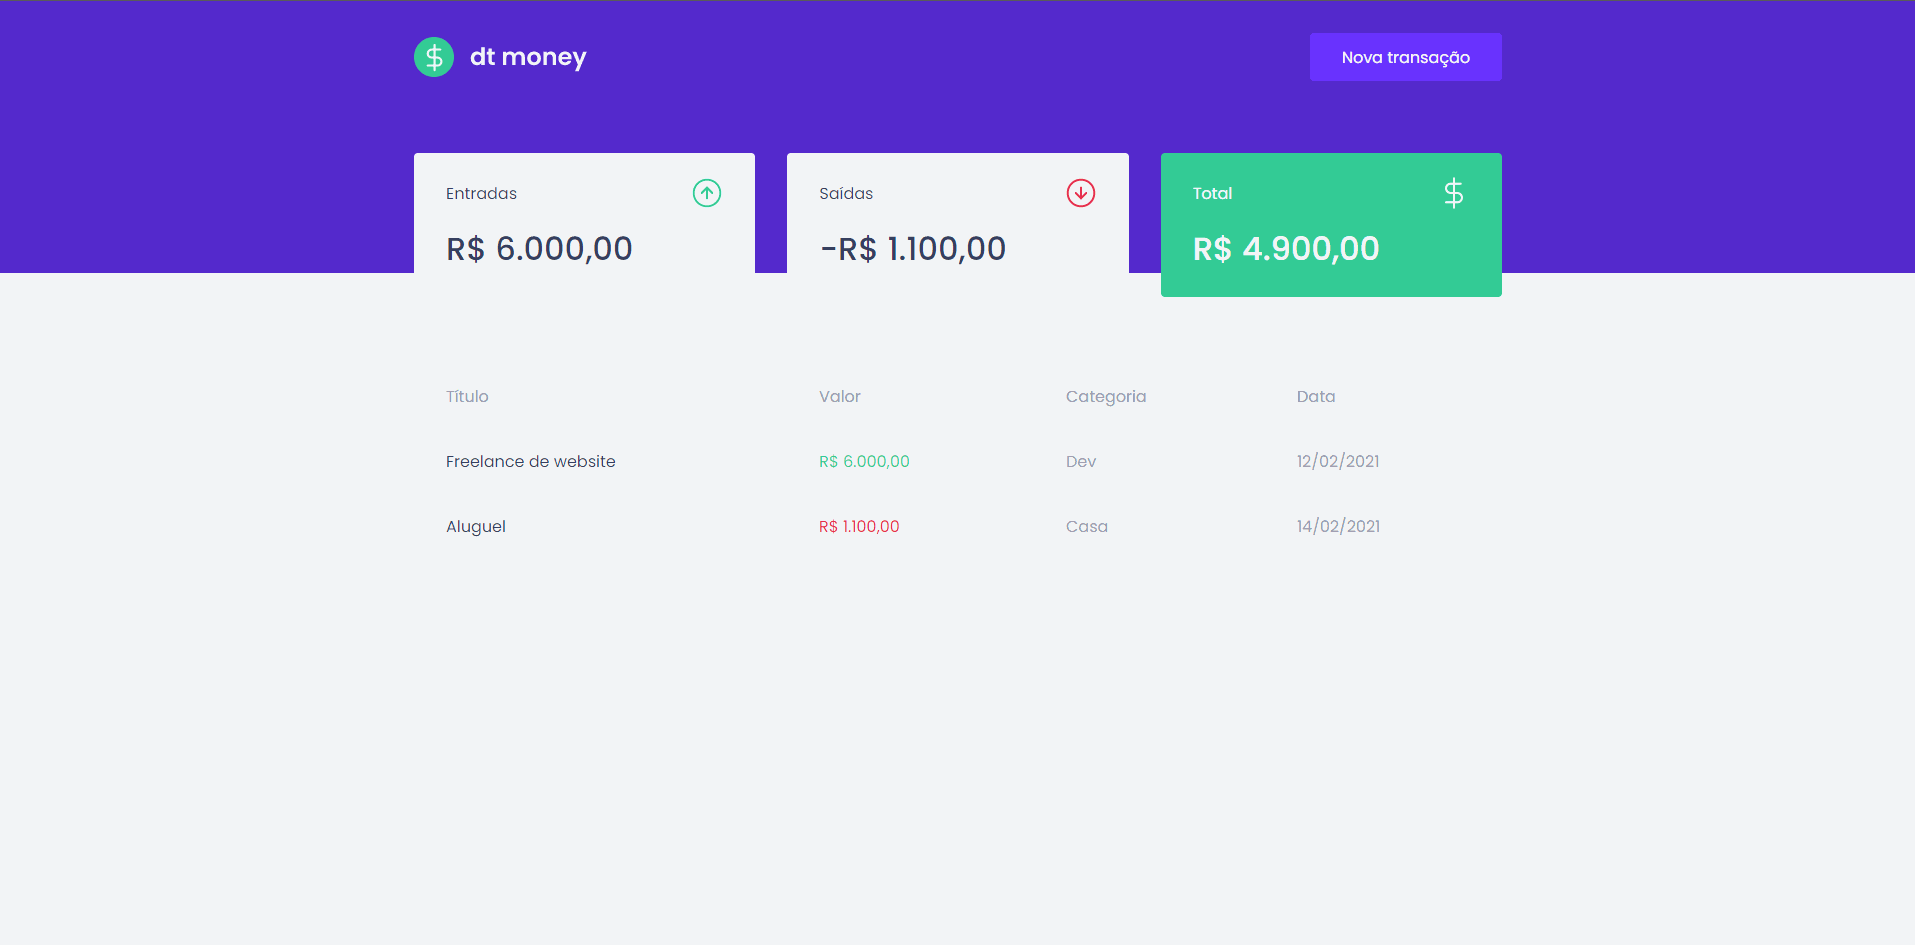 dt money
Nova transação
Entradas
R$ 6.000,00
Saídas
-R$ 1.100,00
Total
R$ 4.900,00
Título Valor Categoria Data
Freelance de website R$ 6.000,00 Dev 12/02/2021
Aluguel R$ 1.100,00 Casa 14/02/2021